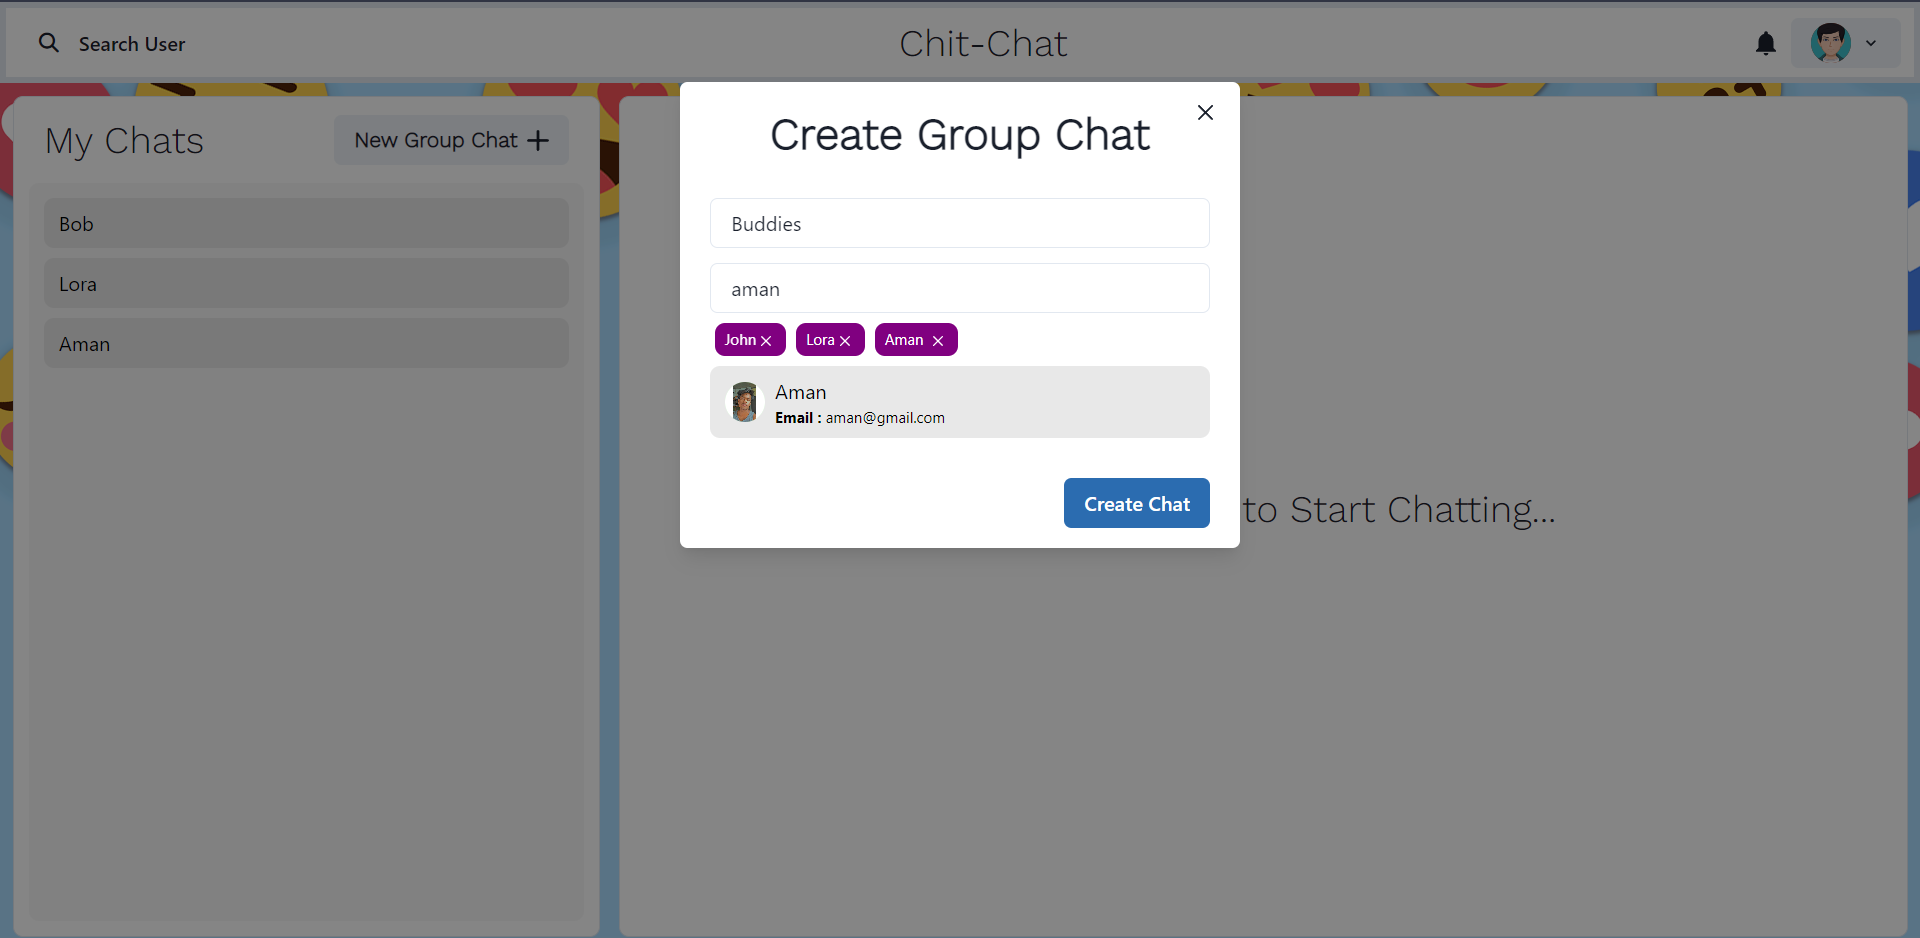 Search User
Chit-Chat
My Chats
New Group Chat
Bob
Lora
Aman
Create Group Chat
Buddies
aman
John
Lora
Aman
Aman
Email : aman@gmail.com
Create Chat
to Start Chatting...